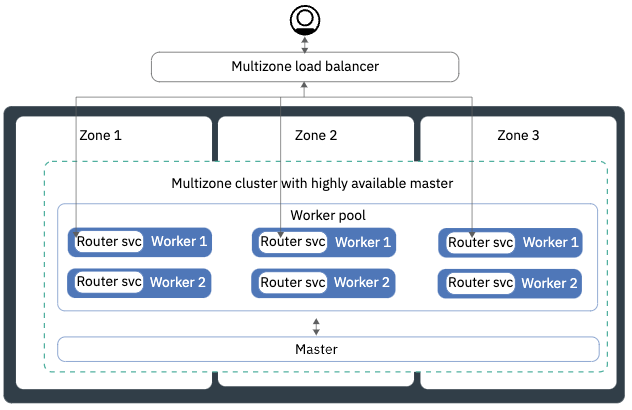 Multizone load balancer
Zone 1
Zone 2
Zone 3
Multizone cluster with highly available master
Worker pool
Router svc Worker 1
Router svc Worker 1
Router svc Worker 1
Router svc Worker 2
Router svc Worker 2
Router svc Worker 2
Master